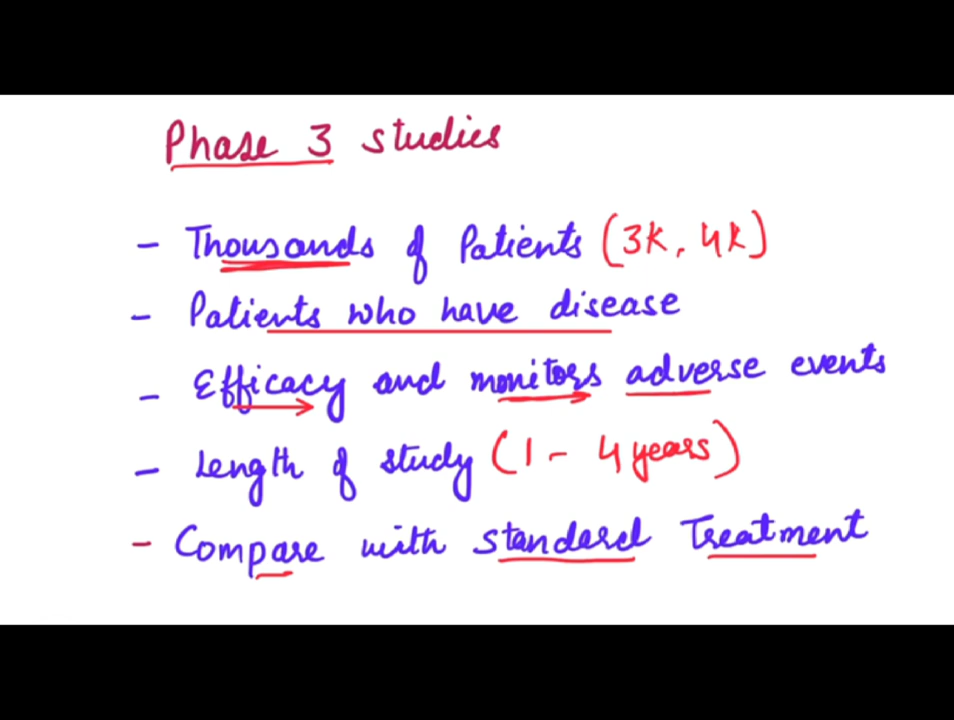 Phase 3 studies
- Thousands of Patients (3K, 4K)
- Patients who have disease
- Efficacy and monitors adverse events
- Length of study (1 - 4 years)
- Compare with standard Treatment